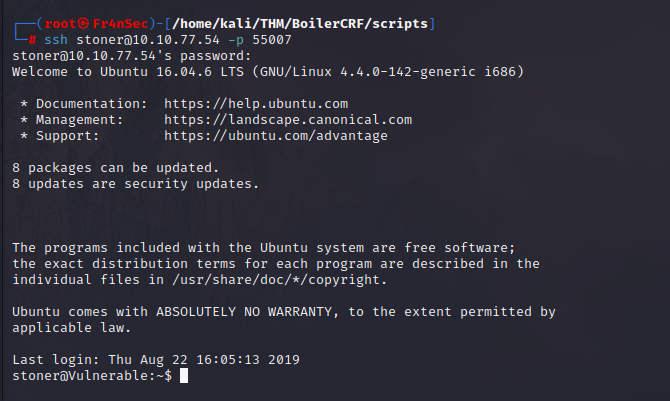 ┌──(root㉿Fr4nSec)-[/home/kali/THM/BoilerCRF/scripts]
└─# ssh stoner@10.10.77.54 -p 55007
stoner@10.10.77.54's password:
Welcome to Ubuntu 16.04.6 LTS (GNU/Linux 4.4.0-142-generic i686)

 * Documentation:  https://help.ubuntu.com
 * Management:     https://landscape.canonical.com
 * Support:        https://ubuntu.com/advantage

8 packages can be updated.
8 updates are security updates.

The programs included with the Ubuntu system are free software;
the exact distribution terms for each program are described in the
individual files in /usr/share/doc/*/copyright.

Ubuntu comes with ABSOLUTELY NO WARRANTY, to the extent permitted by
applicable law.

Last login: Thu Aug 22 16:05:13 2019
stoner@Vulnerable:~$